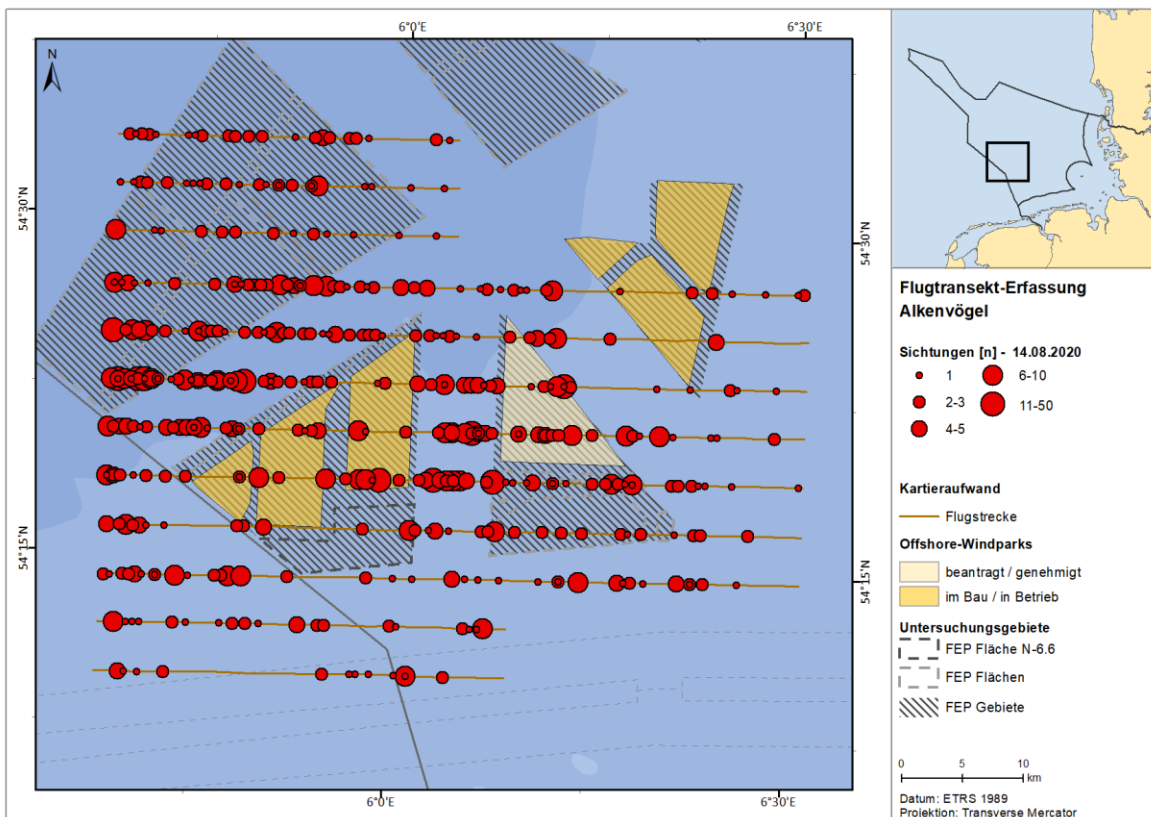 6°0'E
6°30'E
N
54°30'N
54°30'N
54°15'N
54°15'N
6°0'E
6°30'E
Flugtransekt-Erfassung
Alkenvögel
Sichtungen [n] - 14.08.2020
1
6-10
2-3
11-50
4-5
Kartieraufwand
Flugstrecke
Offshore-Windparks
beantragt / genehmigt
im Bau / in Betrieb
Untersuchungsgebiete
FEP Fläche N-6.6
FEP Flächen
FEP Gebiete
0 5 10
km
Datum: ETRS 1989
Projektion: Transverse Mercator